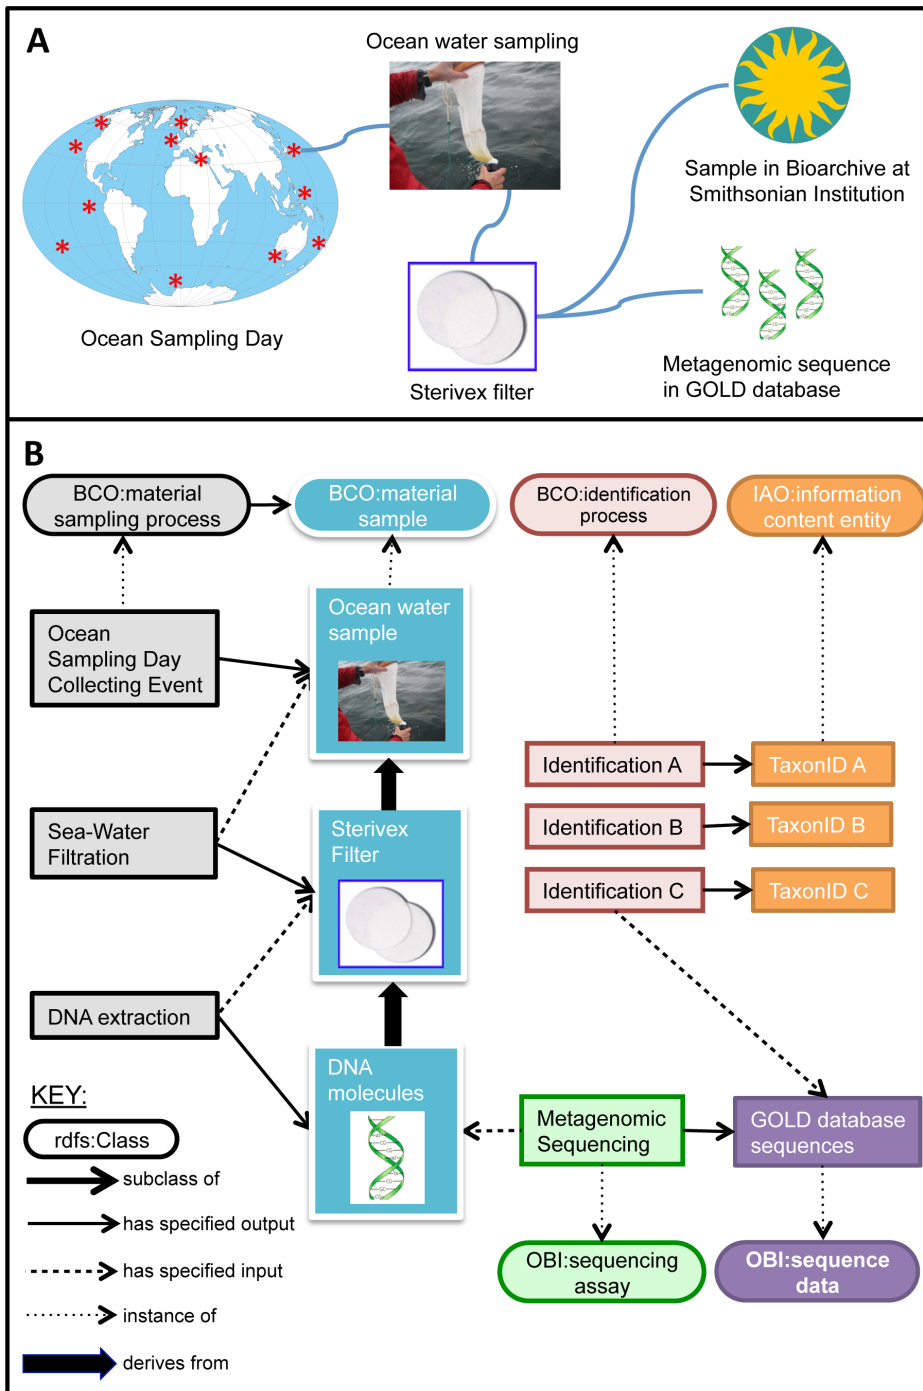 A
Ocean water sampling
Sample in Bioarchive at
Smithsonian Institution
Ocean Sampling Day
Sterivex filter
Metagenomic sequence
in GOLD database
B
BCO:material
sampling process
BCO:material
sample
BCO:identification
process
IAO:information
content entity
Ocean
Sampling Day
Collecting Event
Ocean water
sample
Identification A
TaxonID A
Sea-Water
Filtration
Sterivex
Filter
Identification B
TaxonID B
Identification C
TaxonID C
DNA extraction
DNA
molecules
Metagenomic
Sequencing
GOLD database
sequences
OBI:sequencing
assay
OBI:sequence
data
KEY:
rdfs:Class
subclass of
has specified output
has specified input
instance of
derives from